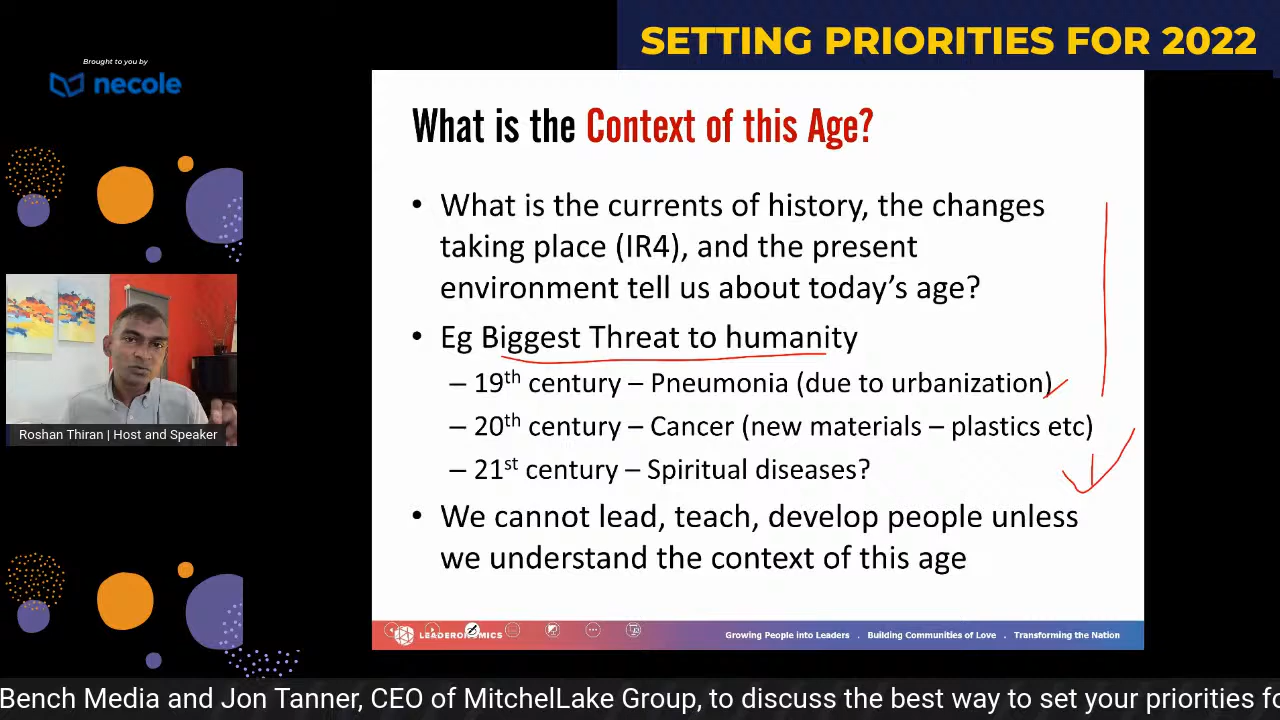 SETTING PRIORITIES FOR 2022
Brought to you by
necole
What is the Context of this Age?
• What is the currents of history, the changes
taking place (IR4), and the present
environment tell us about today's age?
• Eg Biggest Threat to humanity
– 19th century – Pneumonia (due to urbanization)
– 20th century – Cancer (new materials – plastics etc)
– 21st century – Spiritual diseases?
• We cannot lead, teach, develop people unless
we understand the context of this age
Roshan Thiran | Host and Speaker
LEADERONOMICS
Growing People into Leaders . Building Communities of Love . Transforming the Nation
Bench Media and Jon Tanner, CEO of MitchelLake Group, to discuss the best way to set your priorities fo